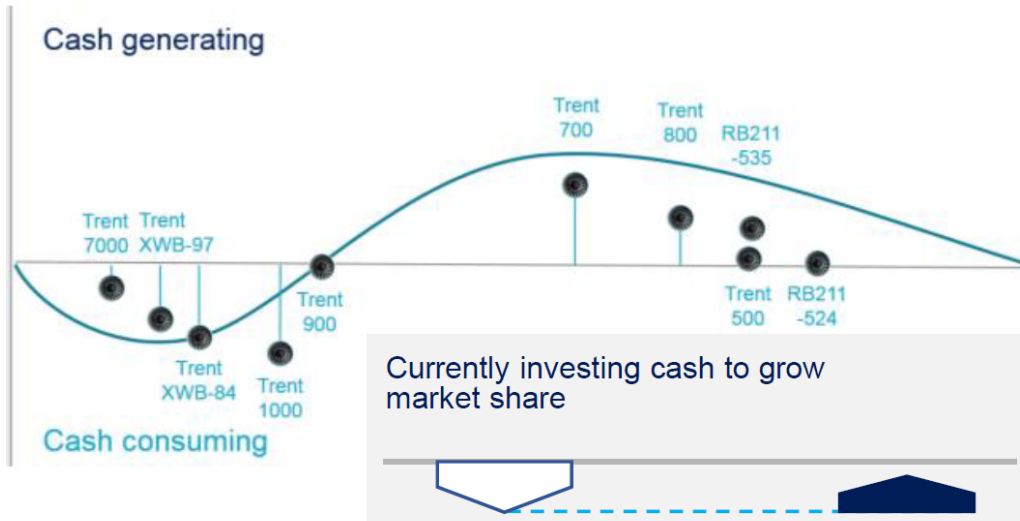 Cash generating
Trent
700
Trent
800
RB211
-535
Trent
7000
Trent
XWB-97
Trent
900
Trent
500
RB211
-524
Trent
XWB-84
Trent
1000
Cash consuming
Currently investing cash to grow
market share